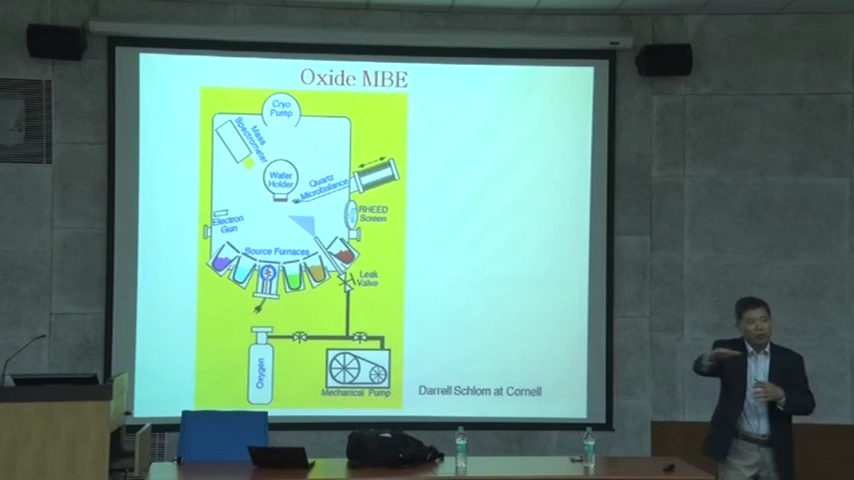 Oxide MBE
Cryo
Pump
Mass
Spectrometer
Wafer
Holder
Quartz
Microbalance
RHEED
Screen
Electron
Gun
Source Furnaces
Leak
Valve
Oxygen
Mechanical Pump
Darrell Schlom at Cornell